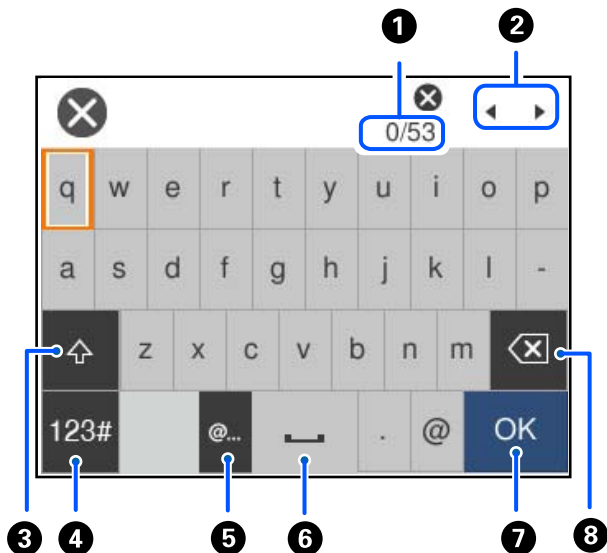 1 2
0/53
q w e r t y u i o p
a s d f g h j k l -
z x c v b n m
123# @... . @ OK
3 4 5 6 7 8